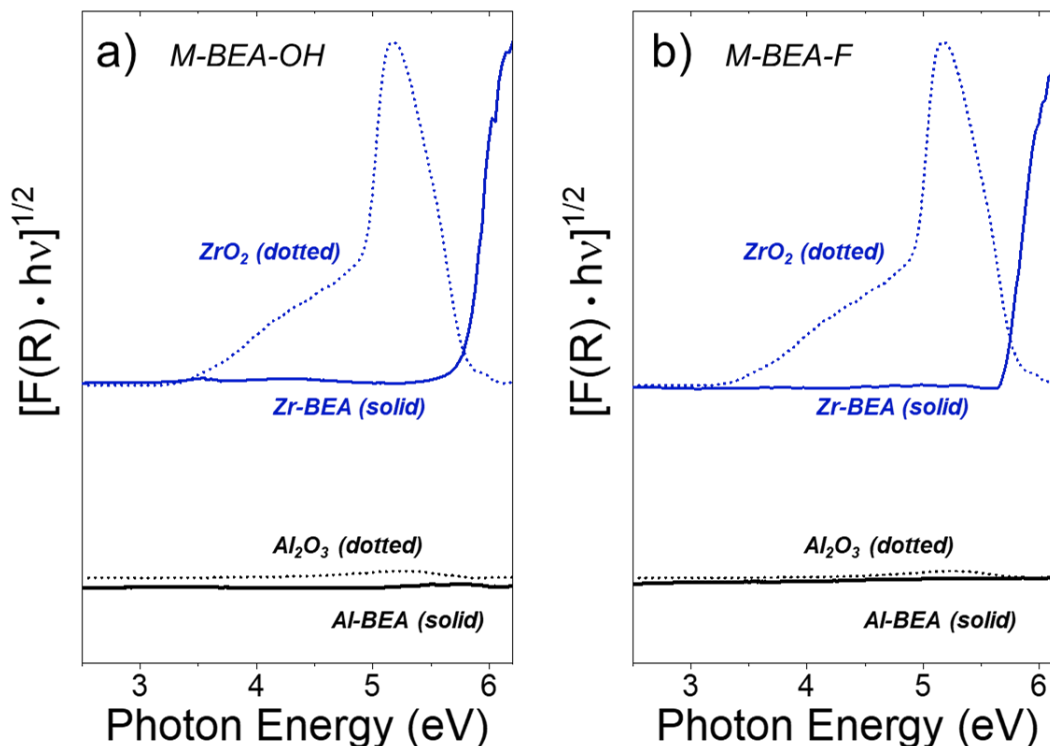 a) M-BEA-OH
[F(R) · hν]^1/2
ZrO₂ (dotted)
Zr-BEA (solid)
Al₂O₃ (dotted)
Al-BEA (solid)
3 4 5 6
Photon Energy (eV)
b) M-BEA-F
[F(R) · hν]^1/2
ZrO₂ (dotted)
Zr-BEA (solid)
Al₂O₃ (dotted)
Al-BEA (solid)
3 4 5 6
Photon Energy (eV)